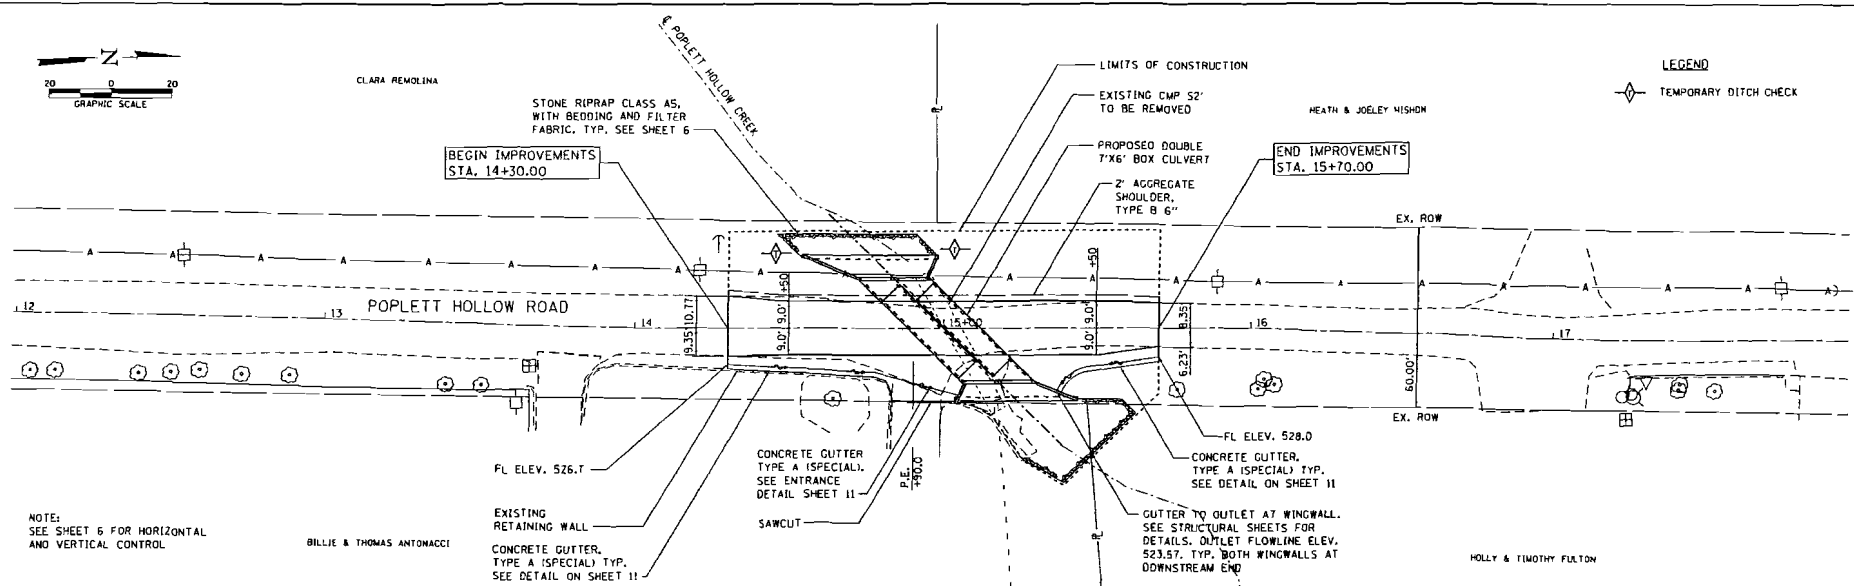 N
20 0 20
GRAPHIC SCALE
CLARA REMOLINA
℄ POPLETT HOLLOW CREEK
STONE RIPRAP CLASS A5,
WITH BEDDING AND FILTER
FABRIC, TYP. SEE SHEET 6
BEGIN IMPROVEMENTS
STA. 14+30.00
LIMITS OF CONSTRUCTION
EXISTING CMP 52'
TO BE REMOVED
PROPOSED DOUBLE
7'X6' BOX CULVERT
2' AGGREGATE
SHOULDER,
TYPE B 6"
HEATH & JOELEY MISHOW
END IMPROVEMENTS
STA. 15+70.00
LEGEND
TEMPORARY DITCH CHECK
PL
EX. ROW
A A A A A A A A A A A A A A A A A A
T T
12 13 14 15+00 16 17
POPLETT HOLLOW ROAD
9.35' 10.77'
9.0' 9.0' +50
9.0' 9.0' +50
6.23' 8.35'
60.00'
EX. ROW
FL ELEV. 526.7
EXISTING
RETAINING WALL
CONCRETE GUTTER,
TYPE A (SPECIAL) TYP.
SEE DETAIL ON SHEET 11
CONCRETE GUTTER
TYPE A (SPECIAL).
SEE ENTRANCE
DETAIL SHEET 11
SAWCUT
P.E.
+90.0
PL
FL ELEV. 528.0
CONCRETE GUTTER,
TYPE A (SPECIAL) TYP.
SEE DETAIL ON SHEET 11
GUTTER TO OUTLET AT WINGWALL.
SEE STRUCTURAL SHEETS FOR
DETAILS. OUTLET FLOWLINE ELEV.
523.57. TYP. BOTH WINGWALLS AT
DOWNSTREAM END
NOTE:
SEE SHEET 6 FOR HORIZONTAL
AND VERTICAL CONTROL
BILLIE & THOMAS ANTONACCI
HOLLY & TIMOTHY FULTON